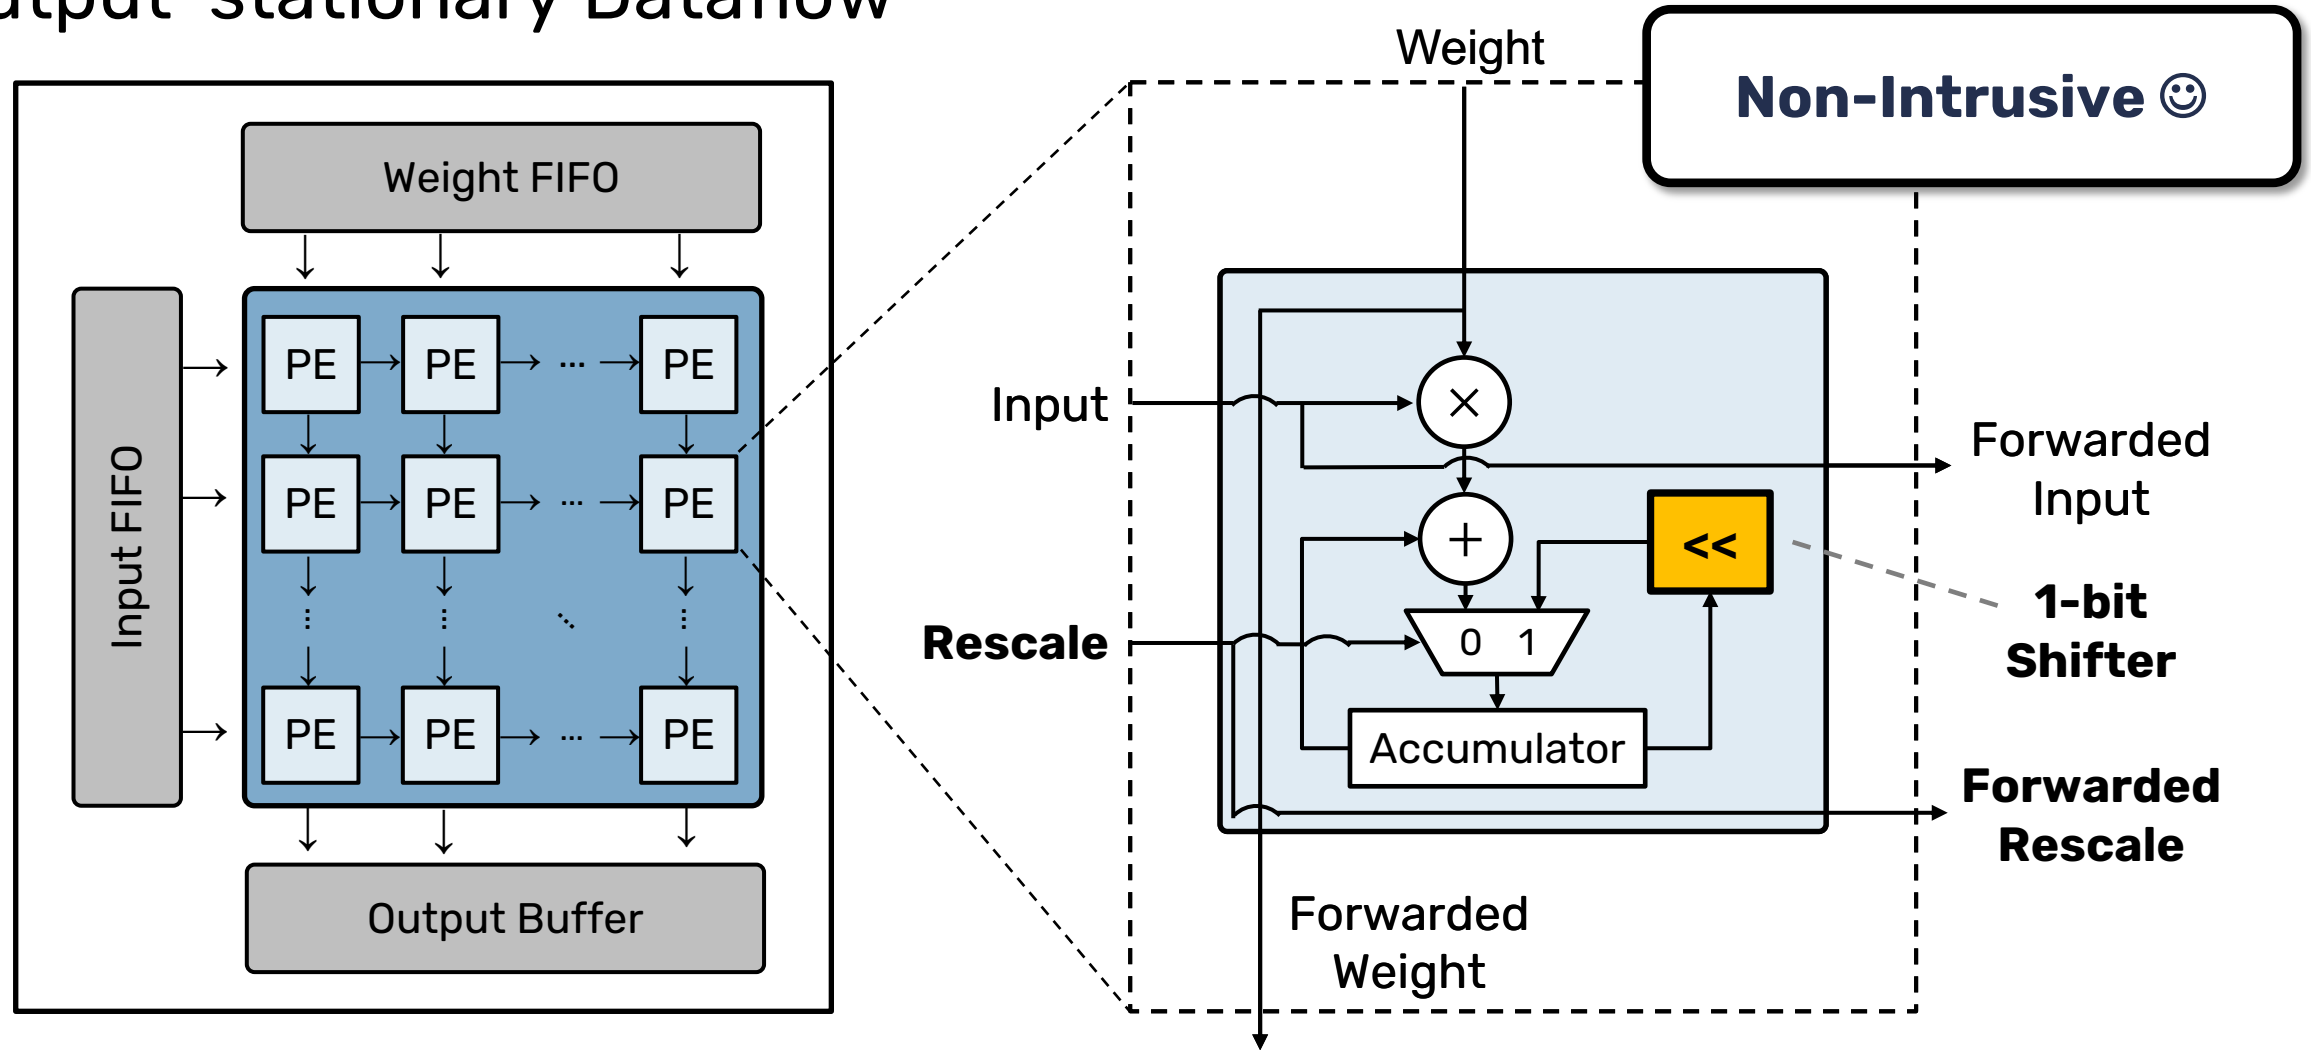 stationary Dataflow
Weight
Non-Intrusive ☺
Weight FIFO
Input FIFO
PE PE ... PE
PE PE ... PE
PE PE ... PE
Output Buffer
Input
×
Forwarded
Input
+
<<
1-bit
Shifter
Rescale
0 1
Accumulator
Forwarded
Rescale
Forwarded
Weight